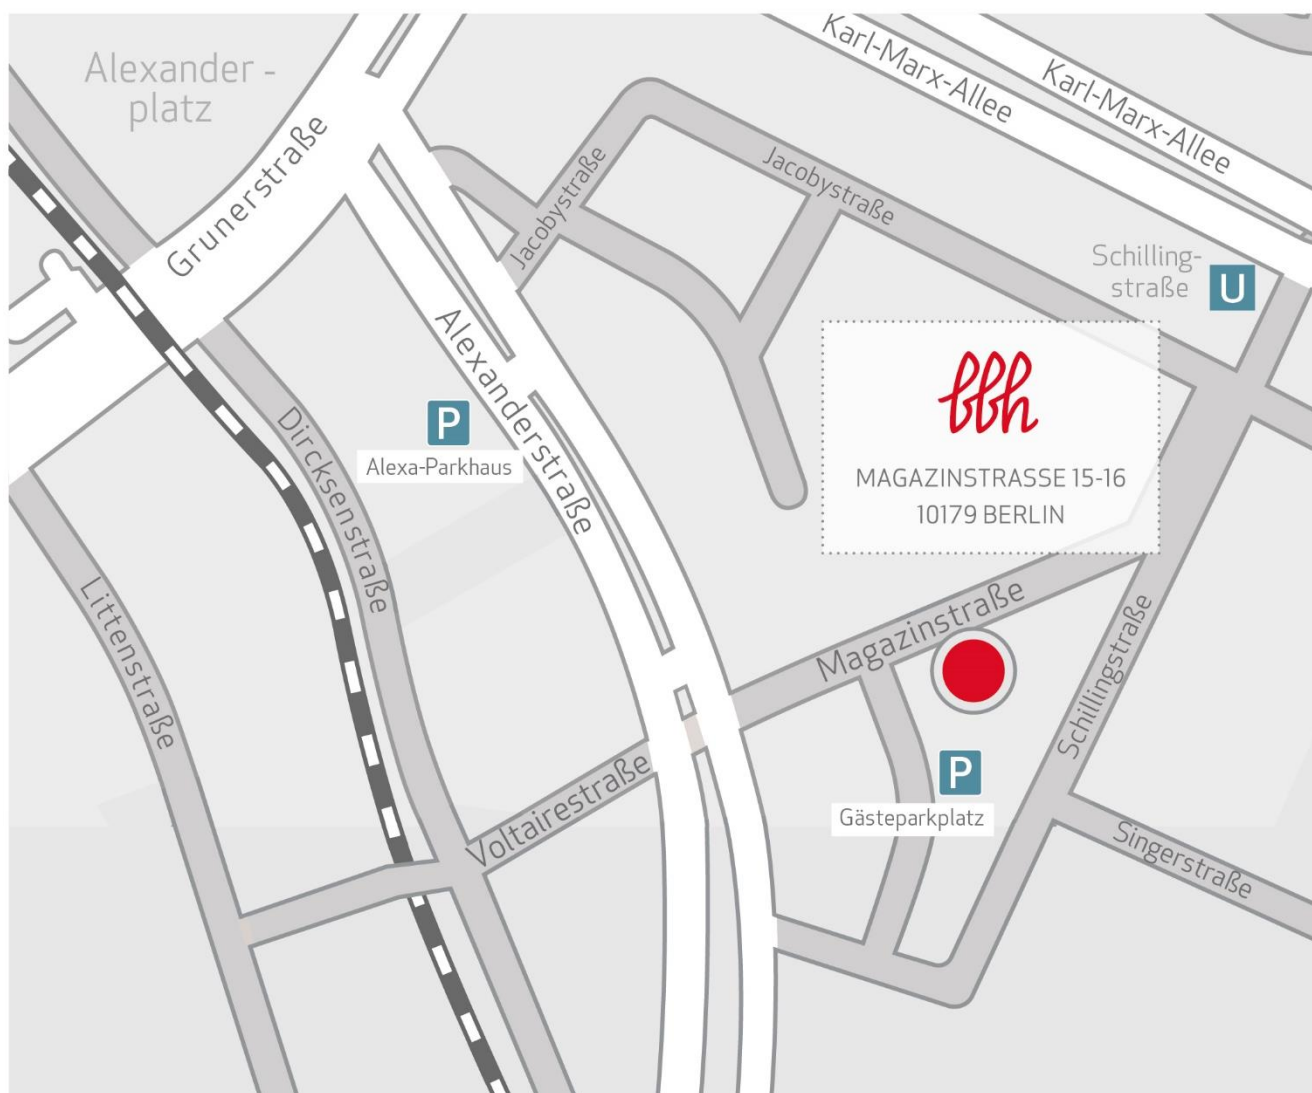 Alexander -
platz
Grunerstraße
Karl-Marx-Allee
Karl-Marx-Allee
Jacobystraße
Jacobystraße
Schilling-
straße
U
Alexanderstraße
P
Alexa-Parkhaus
Dircksenstraße
bbh
MAGAZINSTRASSE 15-16
10179 BERLIN
Littenstraße
Magazinstraße
Schillingstraße
Voltairestraße
P
Gästeparkplatz
Singerstraße